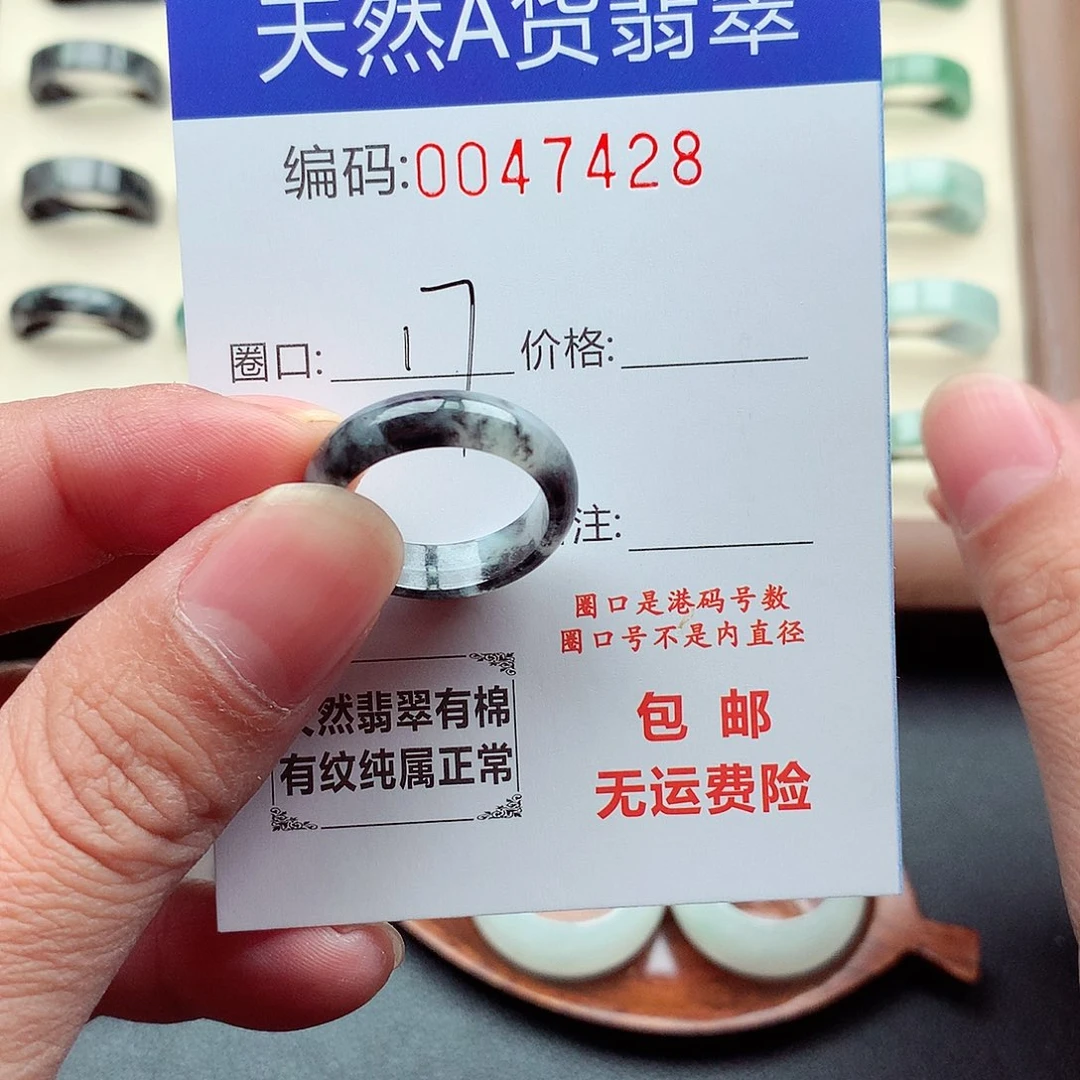 天然A货翡翠
编码:0047428
圈口: 17 价格:
注:
圈口是港码号数
圈口号不是内直径
天然翡翠有棉
有纹纯属正常
包 邮
无运费险